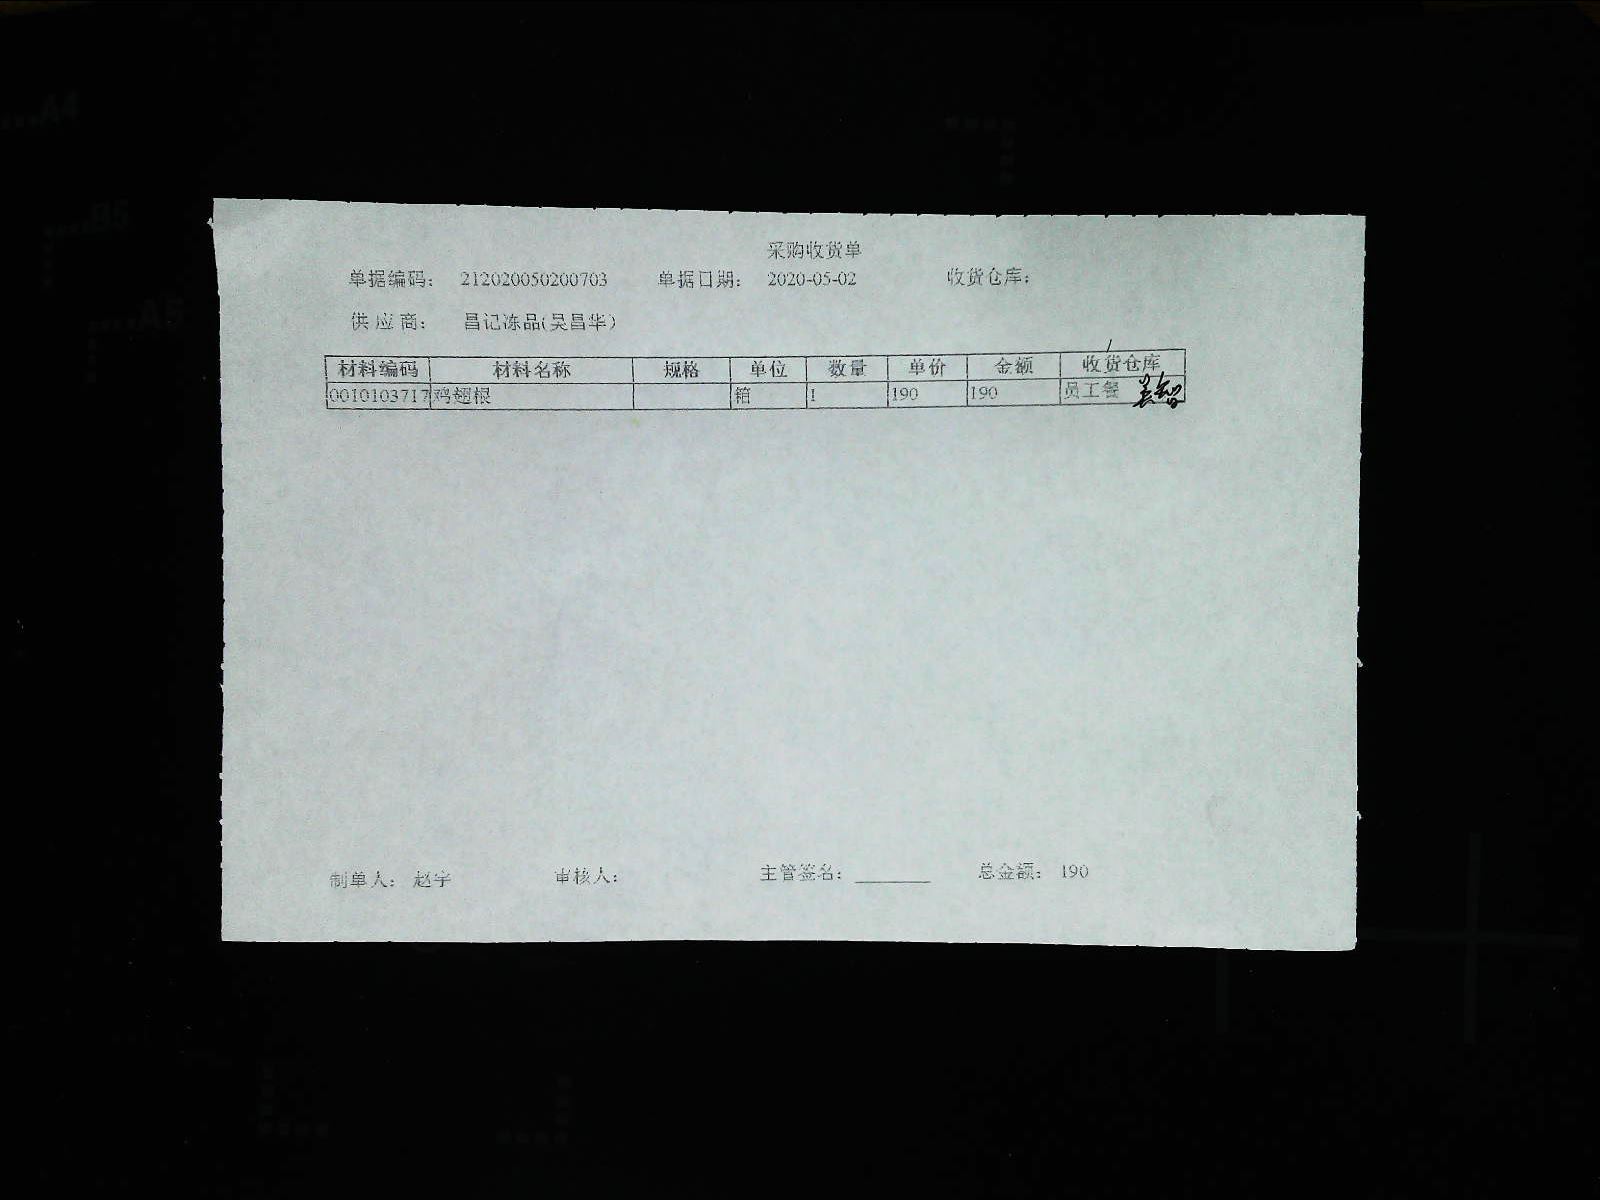 采购收货单
单据编码： 212020050200703 单据日期： 2020-05-02 收货仓库：
供应商： 昌记冻品(吴昌华)
材料编码 材料名称 规格 单位 数量 单价 金额 收货仓库
0010103717 鸡翅根 箱 1 190 190 员工餐
制单人： 赵宇 审核人： 主管签名： 总金额： 190